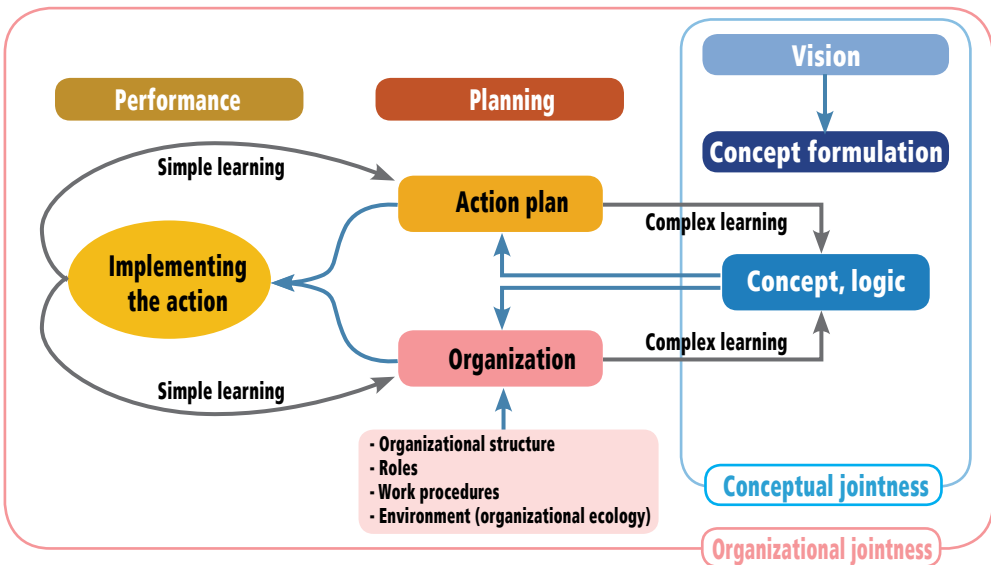 Vision
Performance
Planning
Concept formulation
Simple learning
Action plan
Complex learning
Implementing
the action
Concept, logic
Organization
Complex learning
Simple learning
- Organizational structure
- Roles
- Work procedures
- Environment (organizational ecology)
Conceptual jointness
Organizational jointness